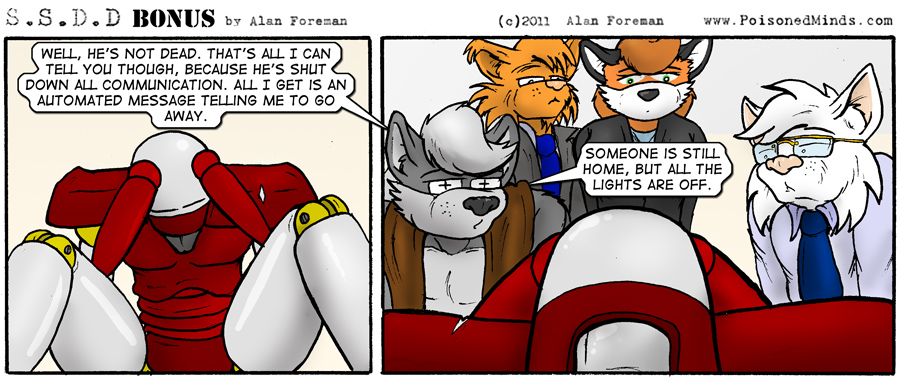 S.S.D.D BONUS by Alan Foreman (c)2011 Alan Foreman www.PoisonedMinds.com
WELL, HE'S NOT DEAD. THAT'S ALL I CAN
TELL YOU THOUGH, BECAUSE HE'S SHUT
DOWN ALL COMMUNICATION. ALL I GET IS AN
AUTOMATED MESSAGE TELLING ME TO GO
AWAY.
SOMEONE IS STILL
HOME, BUT ALL THE
LIGHTS ARE OFF.